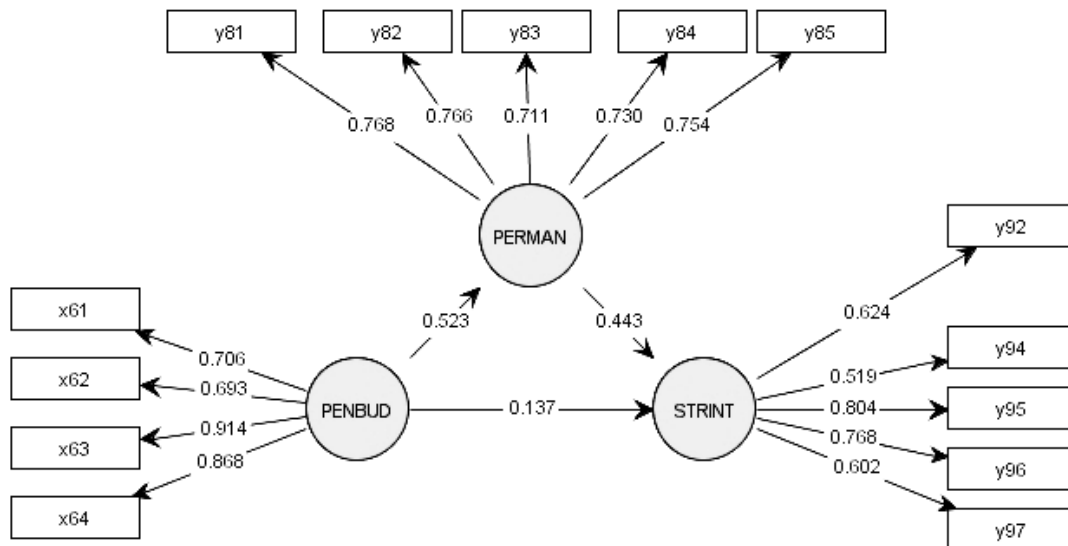 y81
y82
y83
y84
y85
0.768
0.766
0.711
0.730
0.754
PERMAN
y92
x61
0.523
0.443
0.624
0.706
y94
x62
0.693
0.519
PENBUD
0.137
STRINT
0.804
y95
0.914
x63
0.768
0.868
0.602
y96
x64
y97